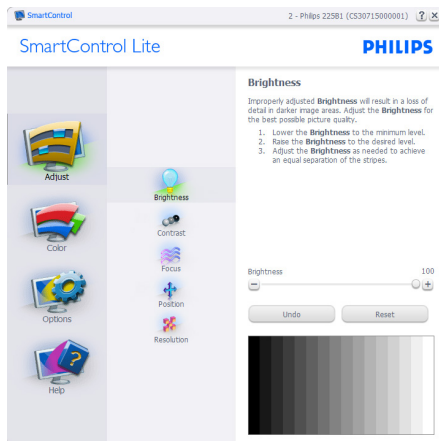 SmartControl
2 - Philips 225B1 (CS30715000001)
SmartControl Lite
PHILIPS
Adjust
Color
Options
Help
Brightness
Contrast
Focus
Position
Resolution
Brightness
Improperly adjusted Brightness will result in a loss of
detail in darker image areas. Adjust the Brightness for
the best possible picture quality.
1. Lower the Brightness to the minimum level.
2. Raise the Brightness to the desired level.
3. Adjust the Brightness as needed to achieve
an equal separation of the stripes.
Brightness 100
Undo
Reset